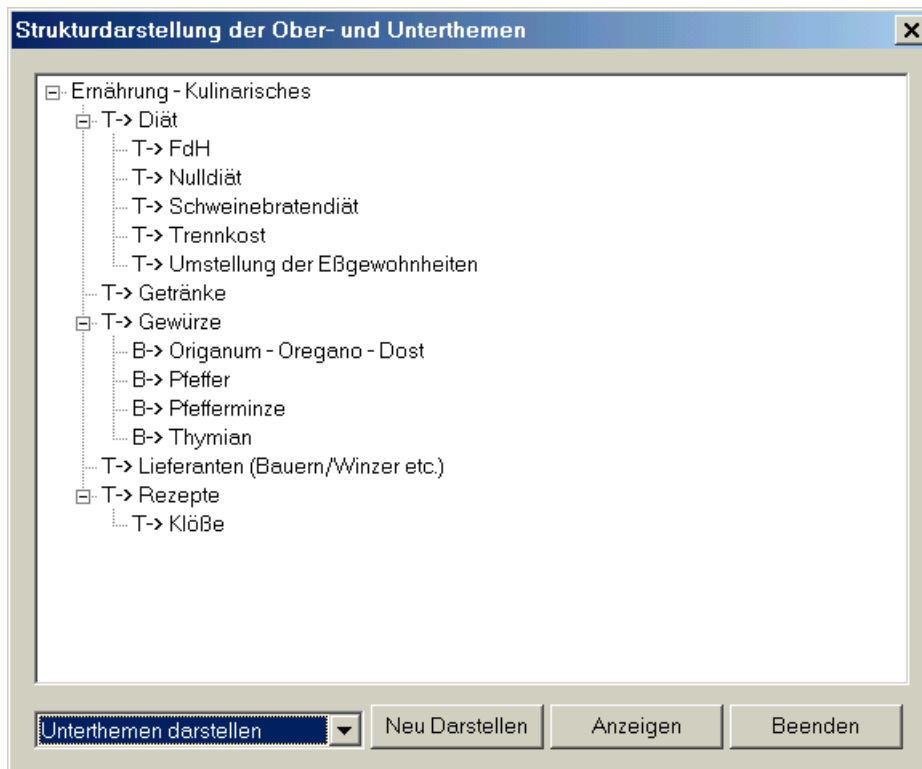 Strukturdarstellung der Ober- und Unterthemen
Ernährung - Kulinarisches
T-> Diät
T-> FdH
T-> Nulldiät
T-> Schweinebratendiät
T-> Trennkost
T-> Umstellung der Eßgewohnheiten
T-> Getränke
T-> Gewürze
B-> Origanum - Oregano - Dost
B-> Pfeffer
B-> Pfefferminze
B-> Thymian
T-> Lieferanten (Bauern/Winzer etc.)
T-> Rezepte
T-> Klöße
Unterthemen darstellen
Neu Darstellen
Anzeigen
Beenden